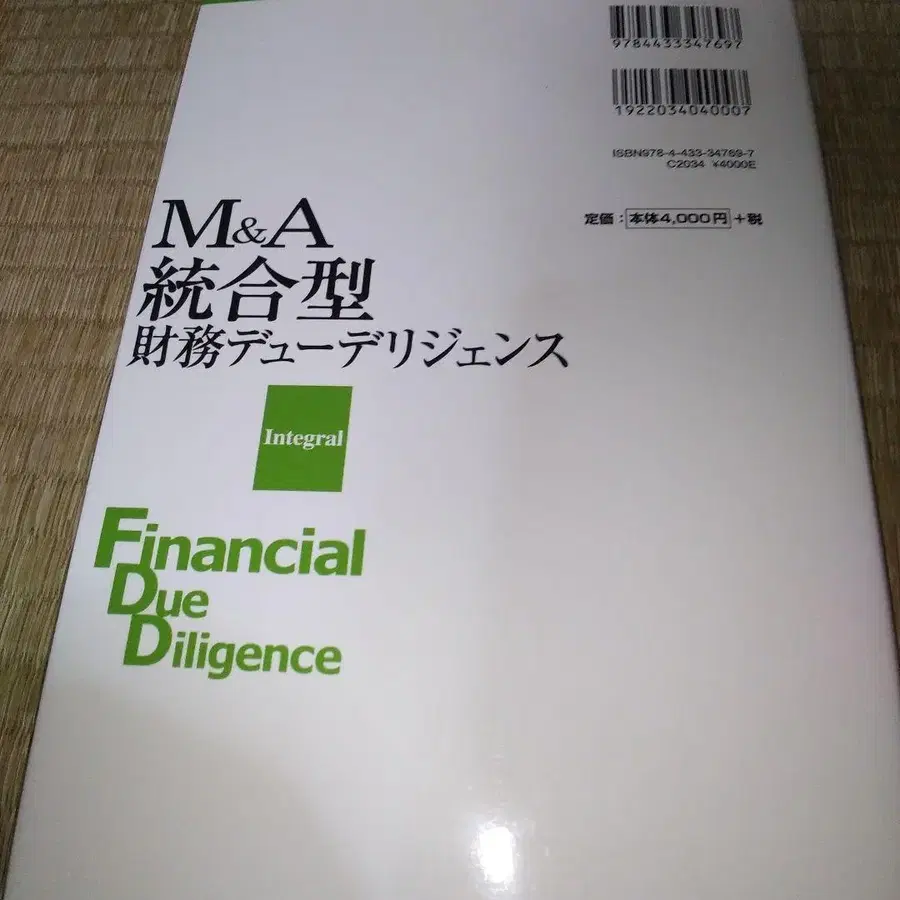 9784433347697
1922034040007
ISBN978-4-433-34769-7
C2034 ¥4000E
定価：本体4,000円＋税
M&A
統合型
財務デューデリジェンス
Integral
Financial
Due
Diligence